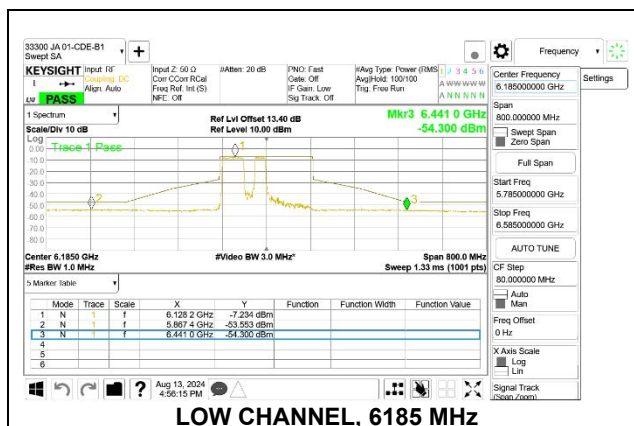 33300 JA 01-CDE-B1
Swept SA
Frequency
KEYSIGHT
Input: RF
Coupling: DC
Align: Auto
Input Z: 50 Ω
Corr CCorr RCal
Freq Ref: Int (S)
NFE: Off
#Atten: 20 dB
PNO: Fast
Gate: Off
IF Gain: Low
Sig Track: Off
#Avg Type: Power (RMS)
Avg|Hold: 100/100
Trig: Free Run
1 2 3 4 5 6
A W W W W W
A N N N N N
PASS
Center Frequency
6.185000000 GHz
Settings
Span
800.000000 MHz
Swept Span
Zero Span
Full Span
Start Freq
5.785000000 GHz
Stop Freq
6.585000000 GHz
AUTO TUNE
CF Step
80.000000 MHz
Auto
Man
Freq Offset
0 Hz
X Axis Scale
Log
Lin
Signal Track
(Span Zoom)
1 Spectrum
Scale/Div 10 dB
Ref Lvl Offset 13.40 dB
Ref Level 10.00 dBm
Mkr3 6.441 0 GHz
-54.300 dBm
Log
Trace 1 Pass
0.00
-10.0
-20.0
-30.0
-40.0
-50.0
-60.0
-70.0
-80.0
1
2
3
Center 6.1850 GHz
#Video BW 3.0 MHz*
Span 800.0 MHz
#Res BW 1.0 MHz
Sweep 1.33 ms (1001 pts)
5 Marker Table
Mode Trace Scale X Y Function Function Width Function Value
1 N 1 f 6.128 2 GHz -7.234 dBm
2 N 1 f 5.867 4 GHz -53.553 dBm
3 N 1 f 6.441 0 GHz -54.300 dBm
4
5
6
Aug 13, 2024
4:56:15 PM
LOW CHANNEL, 6185 MHz